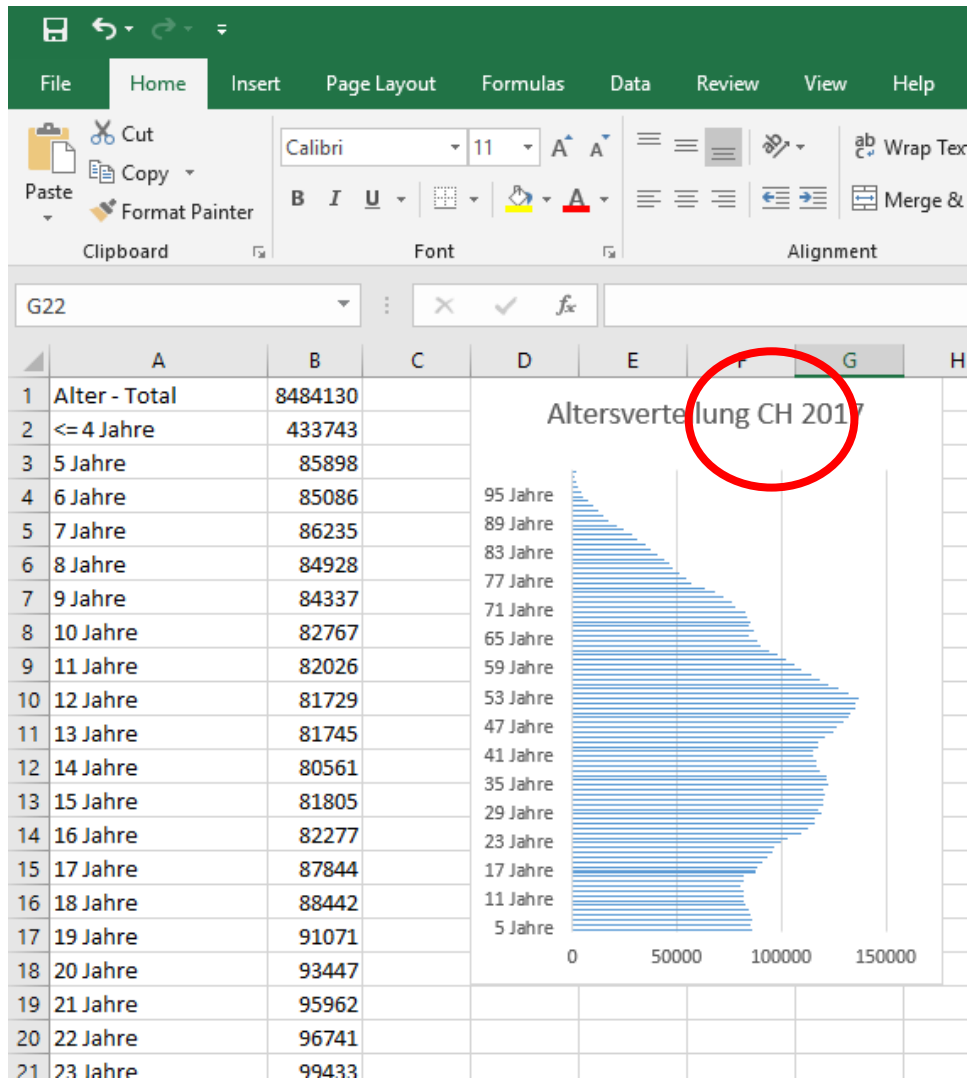 File Home Insert Page Layout Formulas Data Review View Help
Cut
Copy
Format Painter
Paste
Calibri 11 A A
B I U A
ab Wrap Tex
Merge &
Clipboard Font Alignment
G22 fx
A B C D E F G H
1 Alter - Total 8484130
2 <= 4 Jahre 433743
3 5 Jahre 85898
4 6 Jahre 85086
5 7 Jahre 86235
6 8 Jahre 84928
7 9 Jahre 84337
8 10 Jahre 82767
9 11 Jahre 82026
10 12 Jahre 81729
11 13 Jahre 81745
12 14 Jahre 80561
13 15 Jahre 81805
14 16 Jahre 82277
15 17 Jahre 87844
16 18 Jahre 88442
17 19 Jahre 91071
18 20 Jahre 93447
19 21 Jahre 95962
20 22 Jahre 96741
21 23 Jahre 99433
Altersverteilung CH 2017
95 Jahre
89 Jahre
83 Jahre
77 Jahre
71 Jahre
65 Jahre
59 Jahre
53 Jahre
47 Jahre
41 Jahre
35 Jahre
29 Jahre
23 Jahre
17 Jahre
11 Jahre
5 Jahre
0 50000 100000 150000